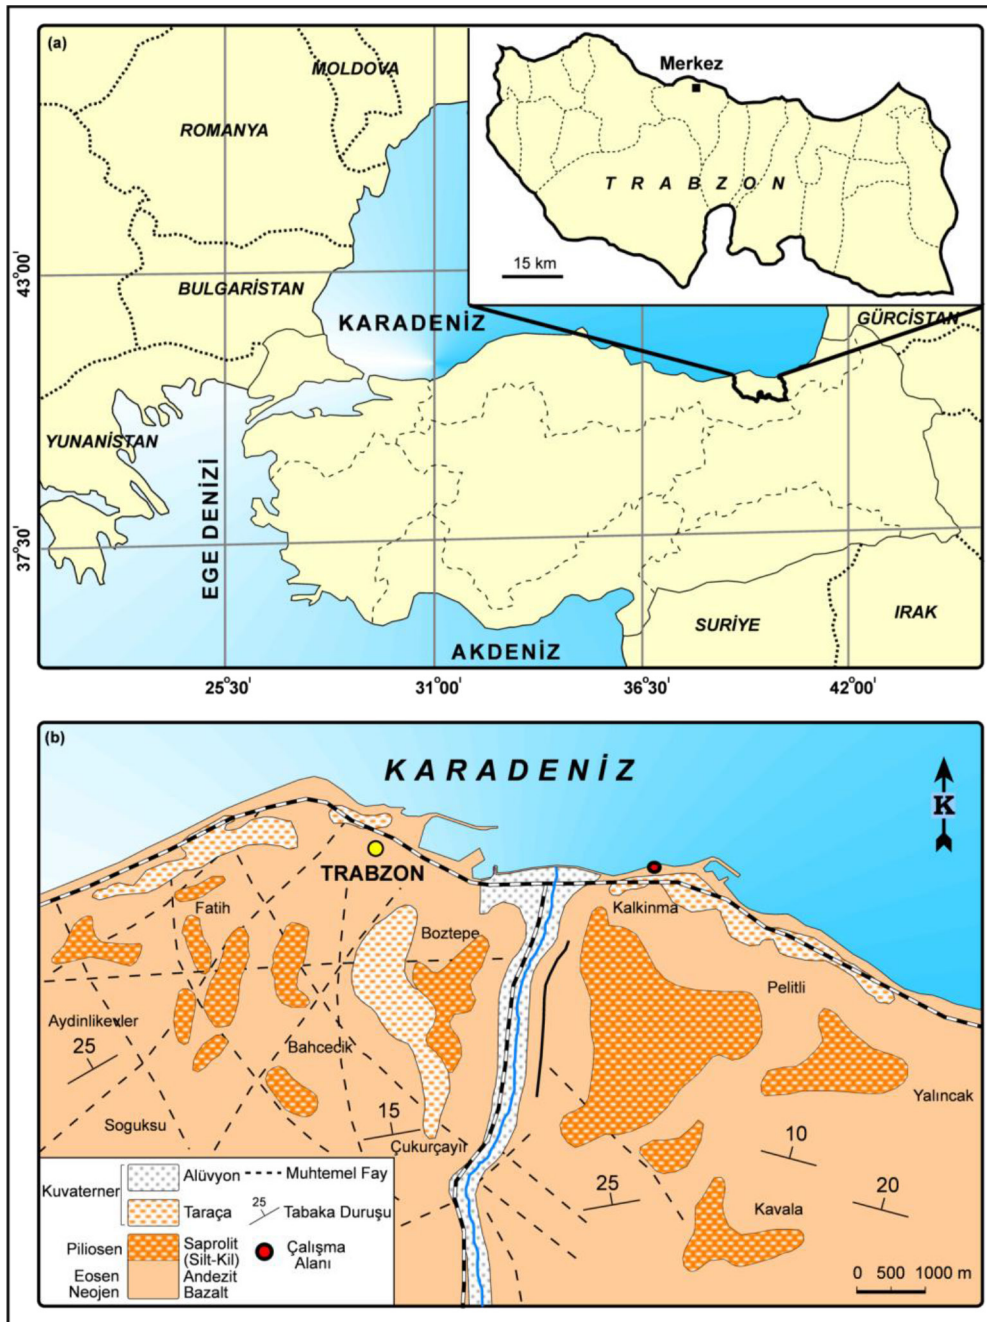 (a)
MOLDOVA
ROMANYA
Merkez
TRABZON
15 km
43°00'
BULGARİSTAN
KARADENİZ
GÜRCİSTAN
YUNANİSTAN
EGE DENİZİ
37°30'
SURİYE
IRAK
AKDENİZ
25°30'
31°00'
36°30'
42°00'
(b)
KARADENİZ
K
TRABZON
Fatih
Kalkinma
Boztepe
Pelitli
Aydinlikevler
25
Bahcecik
Yalıncak
Soguksu
15
Çukurçayır
10
25
20
Kavala
Kuvaterner
Alüvyon
Muhtemel Fay
Taraça
25
Tabaka Duruşu
Piliosen
Saprolit
(Silt-Kil)
Çalışma
Alanı
Eosen
Neojen
Andezit
Bazalt
0 500 1000 m